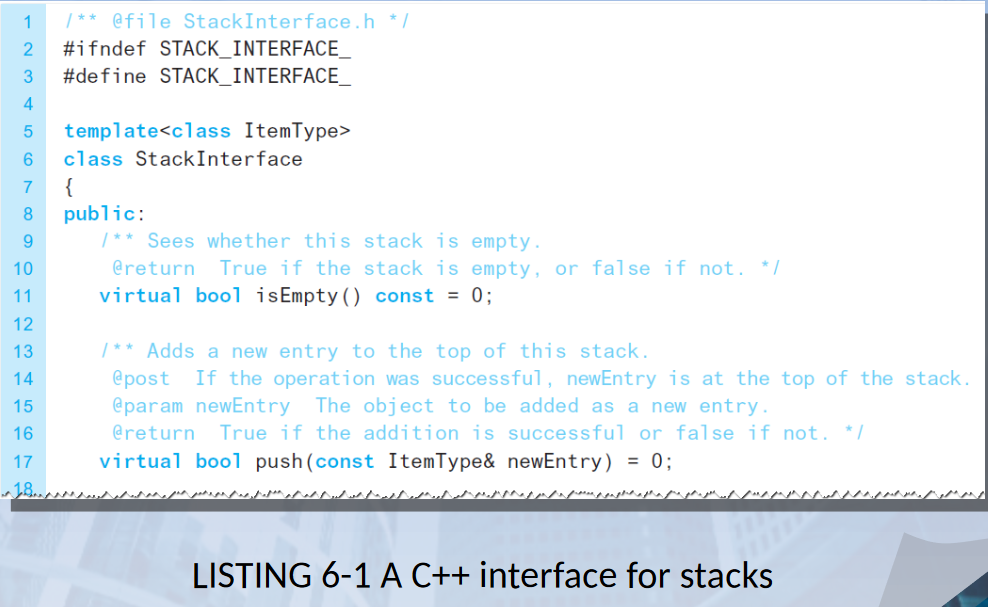 1 /** @file StackInterface.h */
2 #ifndef STACK_INTERFACE_
3 #define STACK_INTERFACE_
4
5 template<class ItemType>
6 class StackInterface
7 {
8 public:
9 /** Sees whether this stack is empty.
10 @return True if the stack is empty, or false if not. */
11 virtual bool isEmpty() const = 0;
12
13 /** Adds a new entry to the top of this stack.
14 @post If the operation was successful, newEntry is at the top of the stack.
15 @param newEntry The object to be added as a new entry.
16 @return True if the addition is successful or false if not. */
17 virtual bool push(const ItemType& newEntry) = 0;
18
LISTING 6-1 A C++ interface for stacks